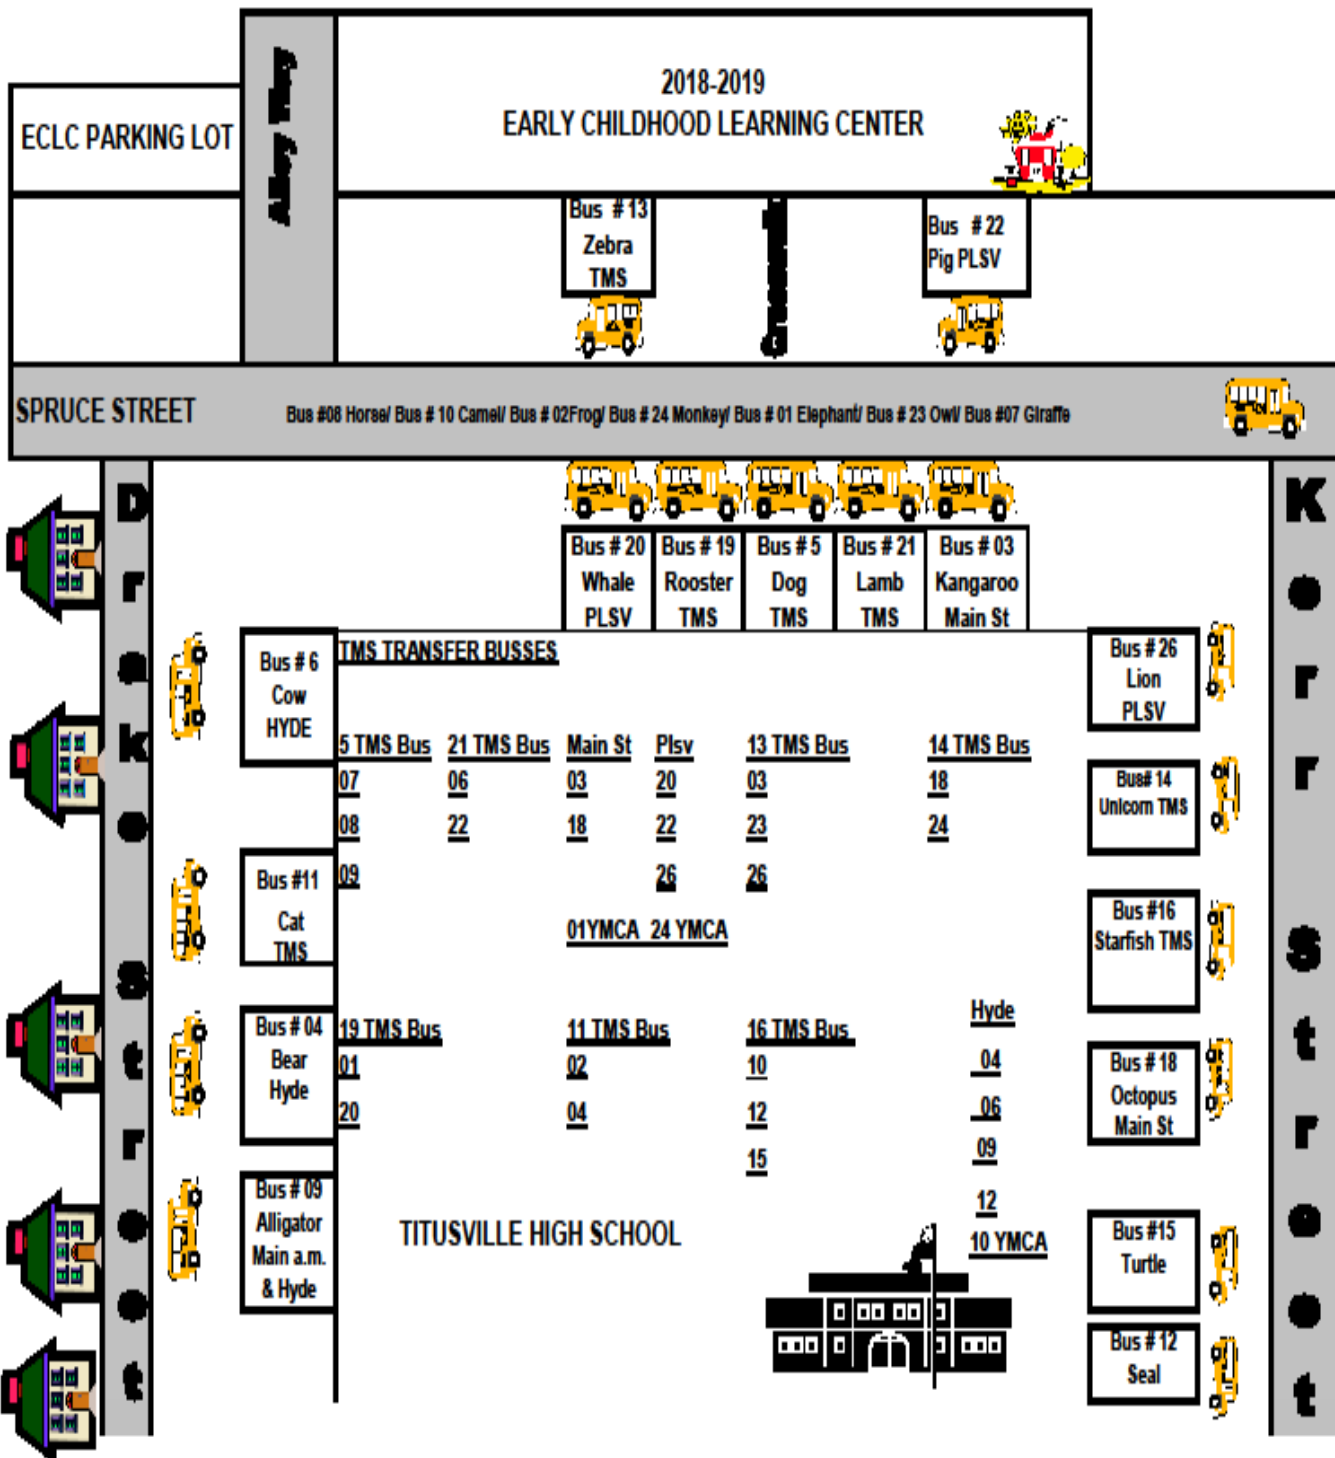 2018-2019
EARLY CHILDHOOD LEARNING CENTER
ECLC PARKING LOT
Alley Way
Bus # 13
Zebra
TMS
Bus # 22
Pig PLSV
SPRUCE STREET
Bus #08 Horse/ Bus # 10 Camel/ Bus # 02Frog/ Bus # 24 Monkey/ Bus # 01 Elephant/ Bus # 23 Owl/ Bus #07 Giraffe
Drake Street
Korr Street
Bus # 20
Whale
PLSV
Bus # 19
Rooster
TMS
Bus # 5
Dog
TMS
Bus # 21
Lamb
TMS
Bus # 03
Kangaroo
Main St
Bus # 6
Cow
HYDE
Bus #11
Cat
TMS
Bus # 04
Bear
Hyde
Bus # 09
Alligator
Main a.m.
& Hyde
TMS TRANSFER BUSSES
5 TMS Bus
07
08
09
21 TMS Bus
06
22
Main St
03
18
Plsv
20
22
26
13 TMS Bus
03
23
26
14 TMS Bus
18
24
01YMCA 24 YMCA
19 TMS Bus
01
20
11 TMS Bus
02
04
16 TMS Bus
10
12
15
Hyde
04
06
09
12
10 YMCA
TITUSVILLE HIGH SCHOOL
Bus # 26
Lion
PLSV
Bus# 14
Unicorn TMS
Bus #16
Starfish TMS
Bus # 18
Octopus
Main St
Bus #15
Turtle
Bus # 12
Seal